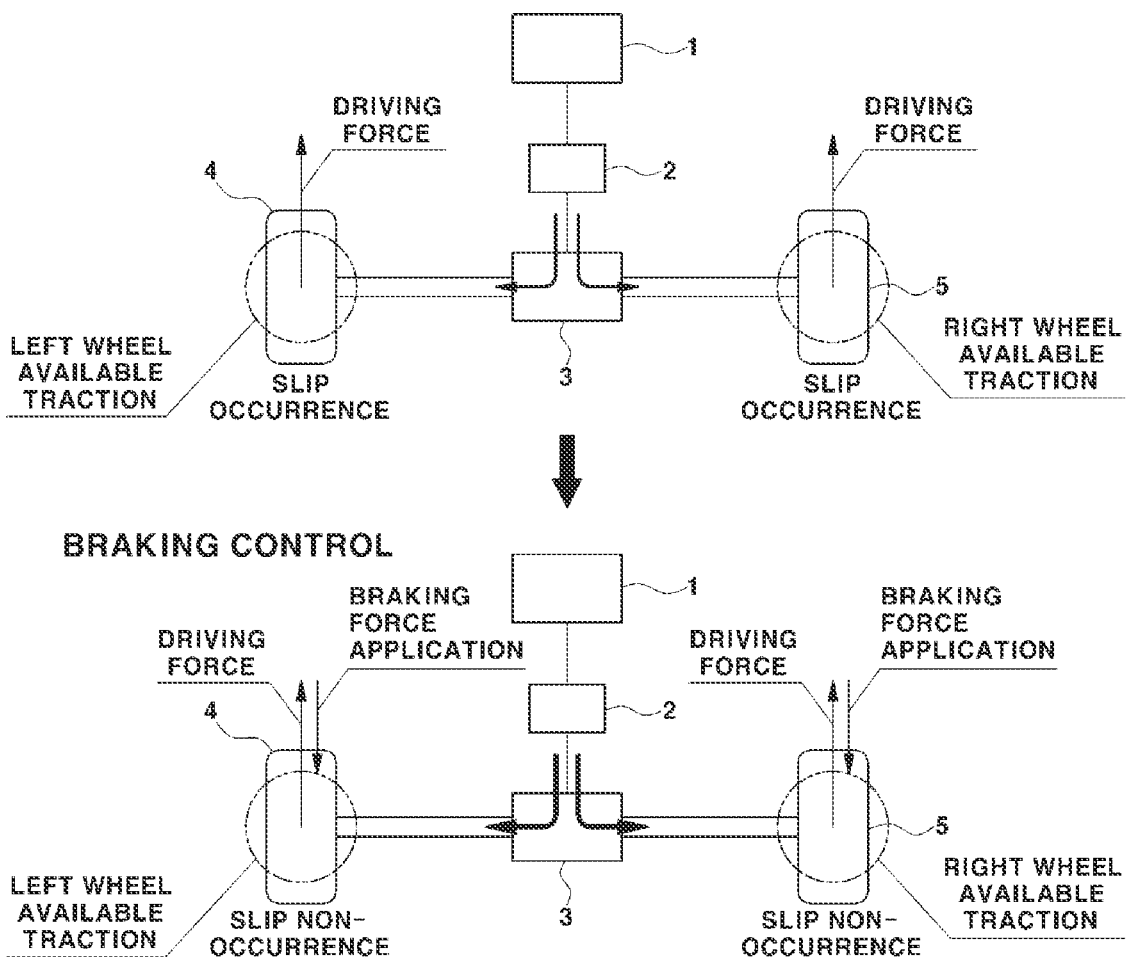 1
DRIVING
FORCE
DRIVING
FORCE
2
4
5
LEFT WHEEL
AVAILABLE
TRACTION
RIGHT WHEEL
AVAILABLE
TRACTION
3
SLIP
OCCURRENCE
SLIP
OCCURRENCE
BRAKING CONTROL
1
BRAKING
FORCE
APPLICATION
BRAKING
FORCE
APPLICATION
DRIVING
FORCE
DRIVING
FORCE
2
4
5
LEFT WHEEL
AVAILABLE
TRACTION
RIGHT WHEEL
AVAILABLE
TRACTION
3
SLIP NON-
OCCURRENCE
SLIP NON-
OCCURRENCE